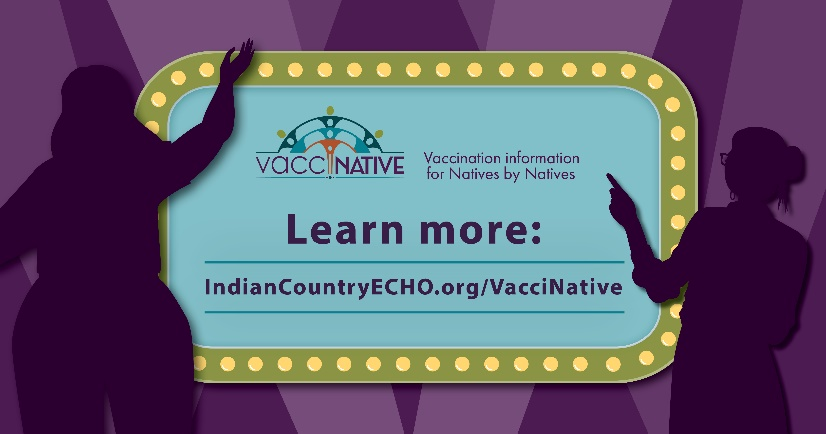 VACCINATIVE
Vaccination information
for Natives by Natives
Learn more:
IndianCountryECHO.org/VacciNative